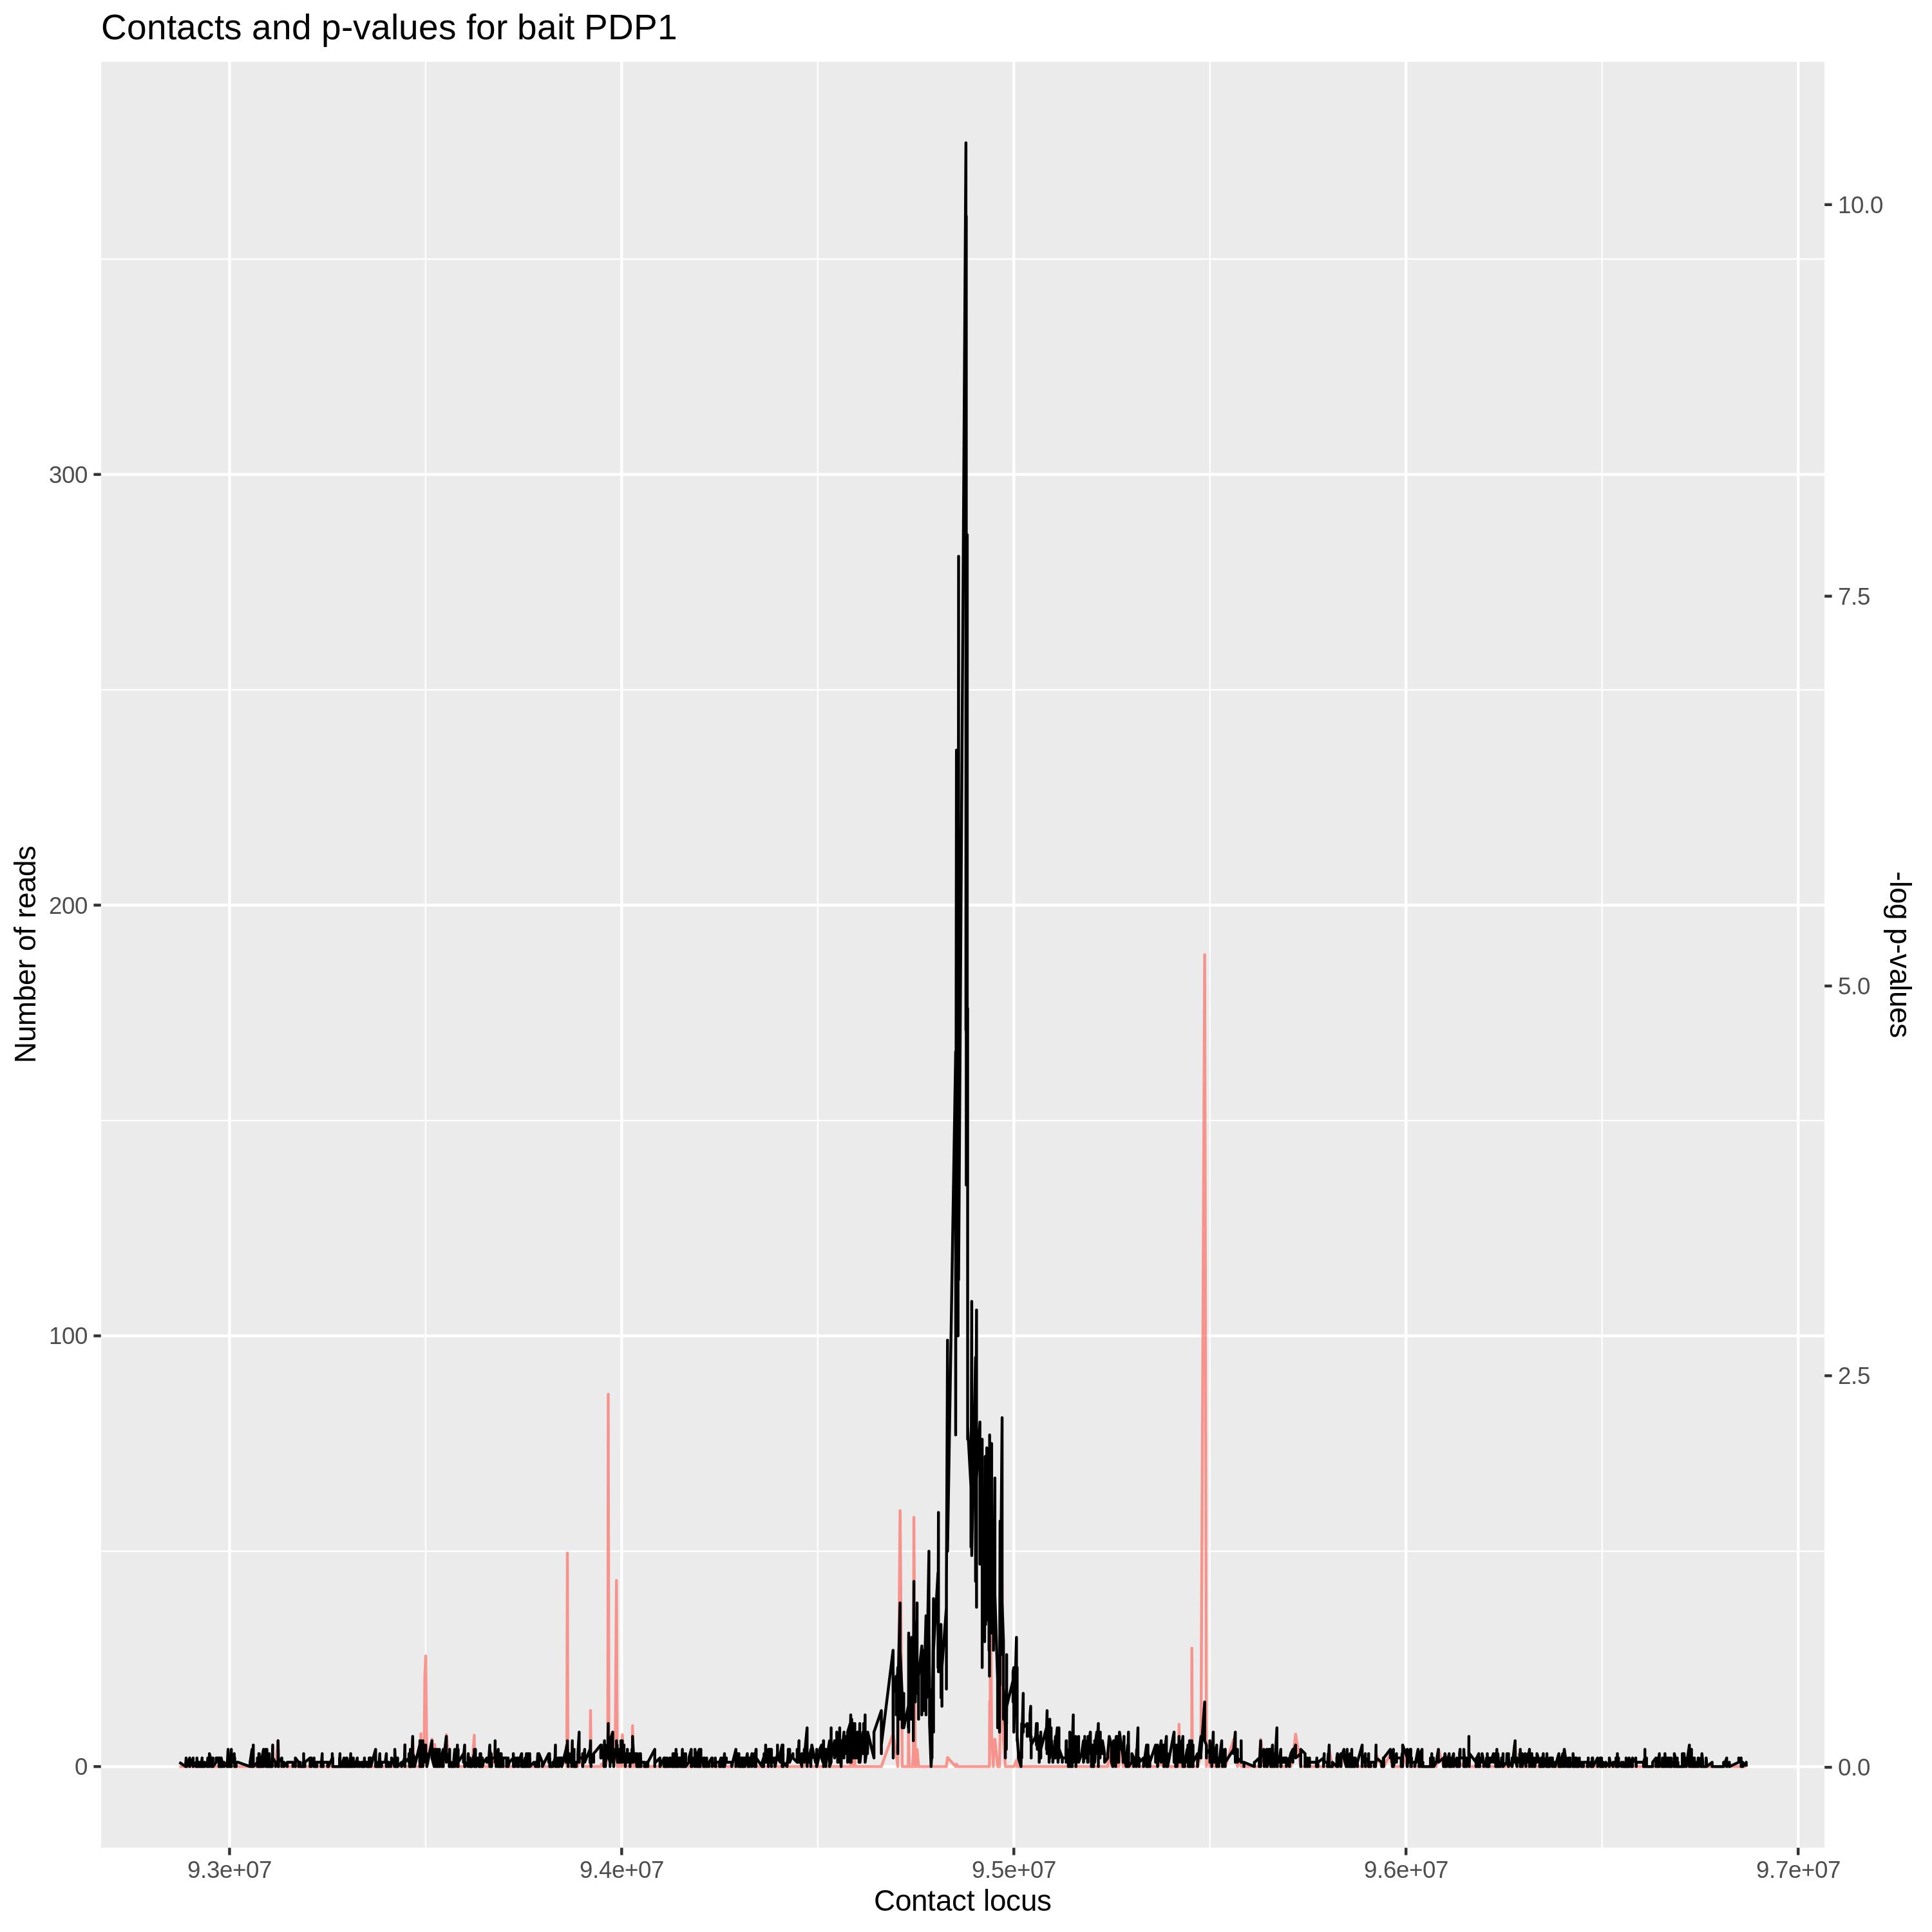 Contacts and p-values for bait PDP1
300
200
100
0
Number of reads
10.0
7.5
5.0
2.5
0.0
-log p-values
9.3e+07
9.4e+07
9.5e+07
9.6e+07
9.7e+07
Contact locus